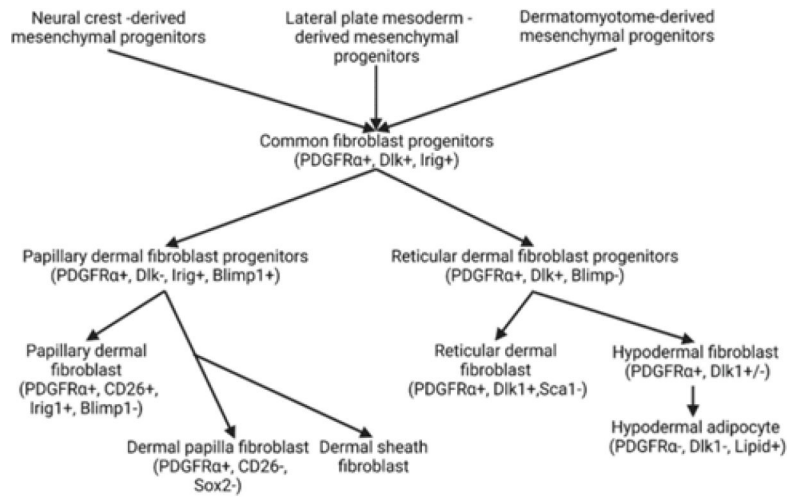 Neural crest -derived
mesenchymal progenitors
Lateral plate mesoderm -
derived mesenchymal
progenitors
Dermatomyotome-derived
mesenchymal progenitors
Common fibroblast progenitors
(PDGFRα+, Dlk+, Irig+)
Papillary dermal fibroblast progenitors
(PDGFRα+, Dlk-, Irig+, Blimp1+)
Reticular dermal fibroblast progenitors
(PDGFRα+, Dlk+, Blimp-)
Papillary dermal
fibroblast
(PDGFRα+, CD26+,
Irig1+, Blimp1-)
Reticular dermal
fibroblast
(PDGFRα+, Dlk1+,Sca1-)
Hypodermal fibroblast
(PDGFRα+, Dlk1+/-)
Dermal papilla fibroblast
(PDGFRα+, CD26-,
Sox2-)
Dermal sheath
fibroblast
Hypodermal adipocyte
(PDGFRα-, Dlk1-, Lipid+)